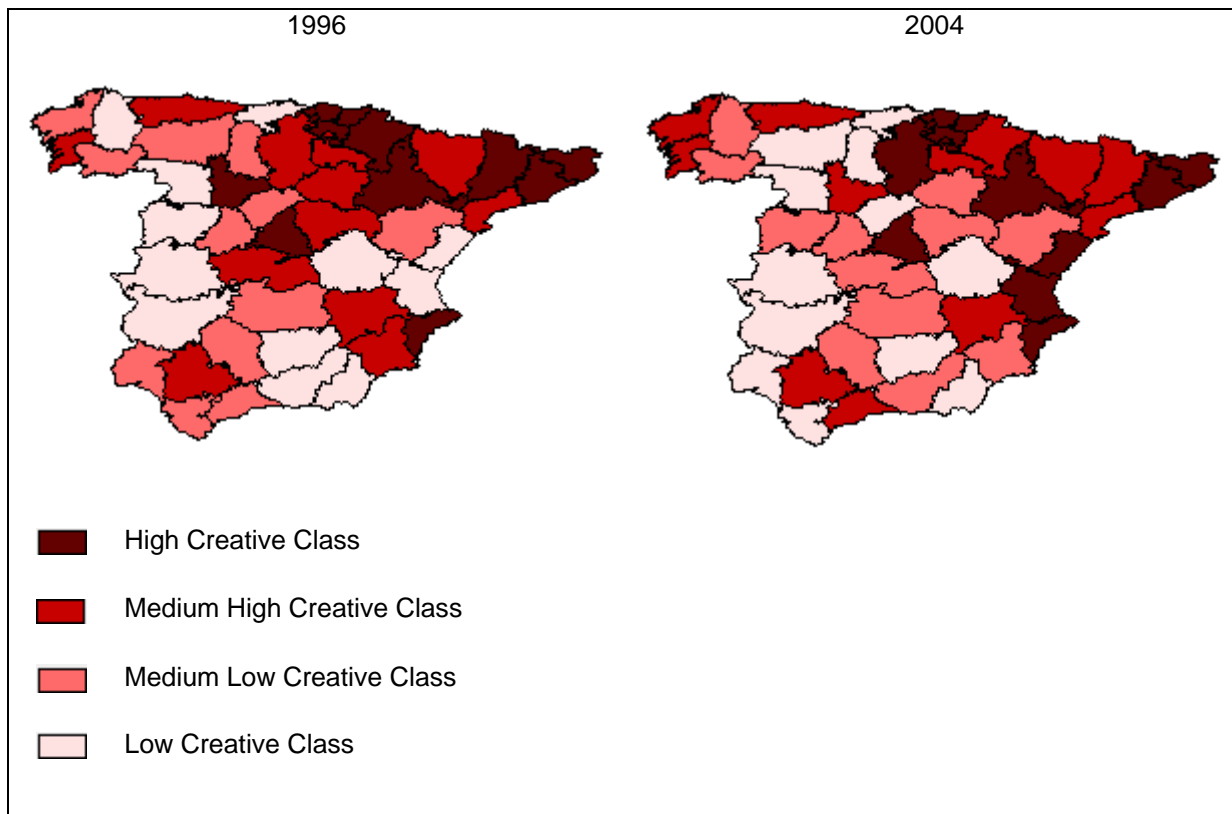 1996 2004
High Creative Class
Medium High Creative Class
Medium Low Creative Class
Low Creative Class